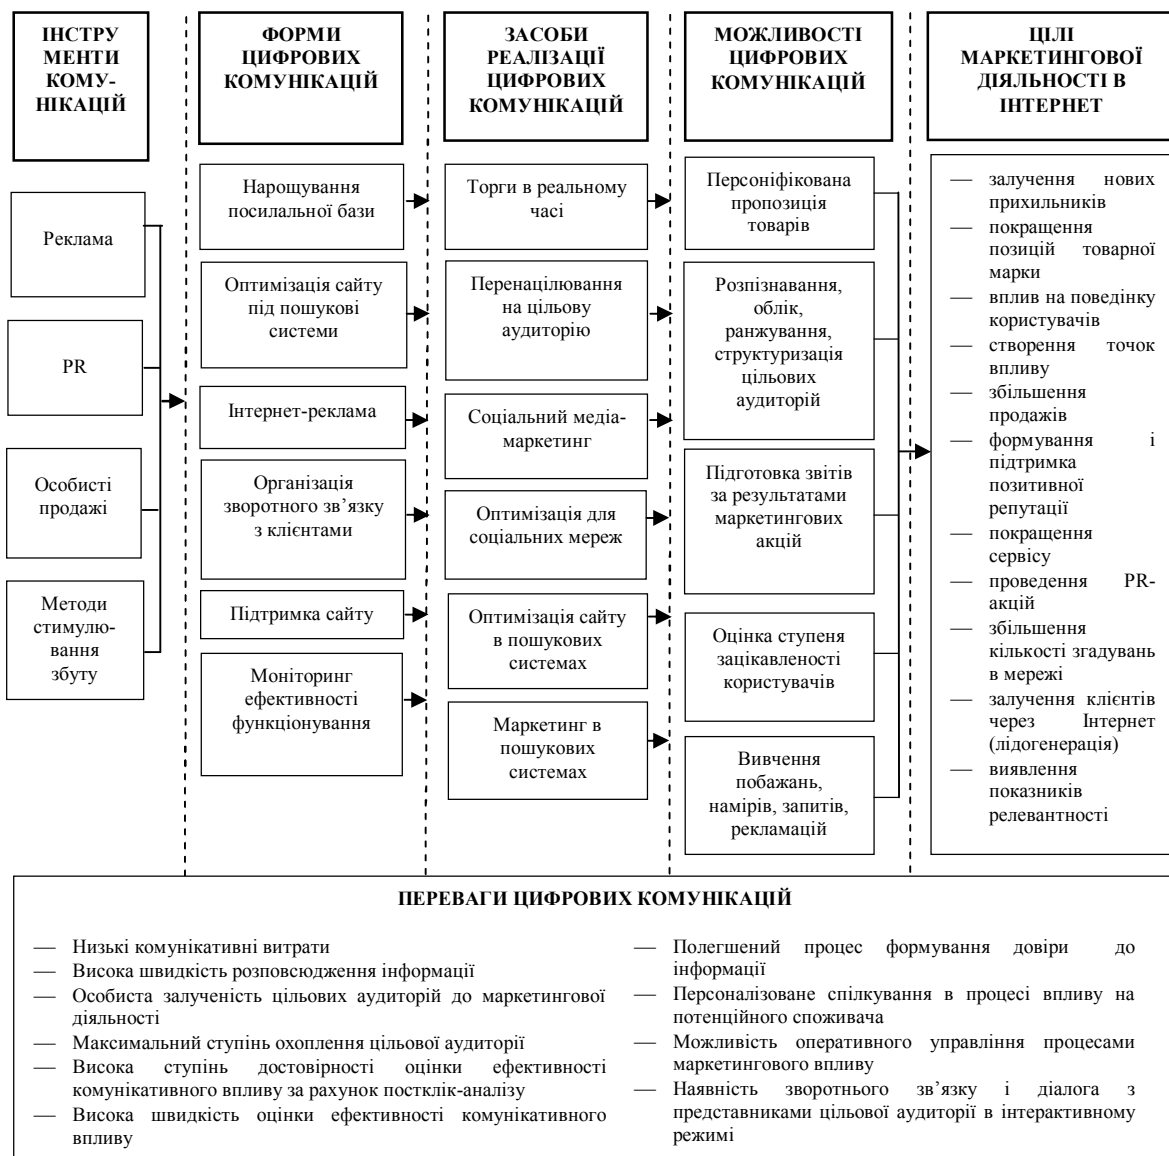 ІНСТРУ
МЕНТИ
КОМУ-
НІКАЦІЙ
ФОРМИ
ЦИФРОВИХ
КОМУНІКАЦІЙ
ЗАСОБИ
РЕАЛІЗАЦІЇ
ЦИФРОВИХ
КОМУНІКАЦІЙ
МОЖЛИВОСТІ
ЦИФРОВИХ
КОМУНІКАЦІЙ
ЦІЛІ
МАРКЕТИНГОВОЇ
ДІЯЛЬНОСТІ В
ІНТЕРНЕТ
Реклама
PR
Особисті
продажі
Методи
стимулю-
вання
збуту
Нарощування
посилальної бази
Оптимізація сайту
під пошукові
системи
Інтернет-реклама
Організація
зворотного зв’язку
з клієнтами
Підтримка сайту
Моніторинг
ефективності
функціонування
Торги в реальному
часі
Перенацілювання
на цільову
аудиторію
Соціальний медіа-
маркетинг
Оптимізація для
соціальних мереж
Оптимізація сайту
в пошукових
системах
Маркетинг в
пошукових
системах
Персоніфікована
пропозиція
товарів
Розпізнавання,
облік,
ранжування,
структуризація
цільових
аудиторій
Підготовка звітів
за результатами
маркетингових
акцій
Оцінка ступеня
зацікавленості
користувачів
Вивчення
побажань,
намірів, запитів,
рекламацій
— залучення нових
прихильників
— покращення
позицій товарної
марки
— вплив на поведінку
користувачів
— створення точок
впливу
— збільшення
продажів
— формування і
підтримка
позитивної
репутації
— покращення
сервісу
— проведення PR-
акцій
— збільшення
кількості згадувань
в мережі
— залучення клієнтів
через Інтернет
(лідогенерація)
— виявлення
показників
релевантності
ПЕРЕВАГИ ЦИФРОВИХ КОМУНІКАЦІЙ
— Низькі комунікативні витрати
— Висока швидкість розповсюдження інформації
— Особиста залученість цільових аудиторій до маркетингової
діяльності
— Максимальний ступінь охоплення цільової аудиторії
— Висока ступінь достовірності оцінки ефективності
комунікативного впливу за рахунок постклік-аналізу
— Висока швидкість оцінки ефективності комунікативного
впливу
— Полегшений процес формування довіри до
інформації
— Персоналізоване спілкування в процесі впливу на
потенційного споживача
— Можливість оперативного управління процесами
маркетингового впливу
— Наявність зворотнього зв’язку і діалога з
представниками цільової аудиторії в інтерактивному
режимі